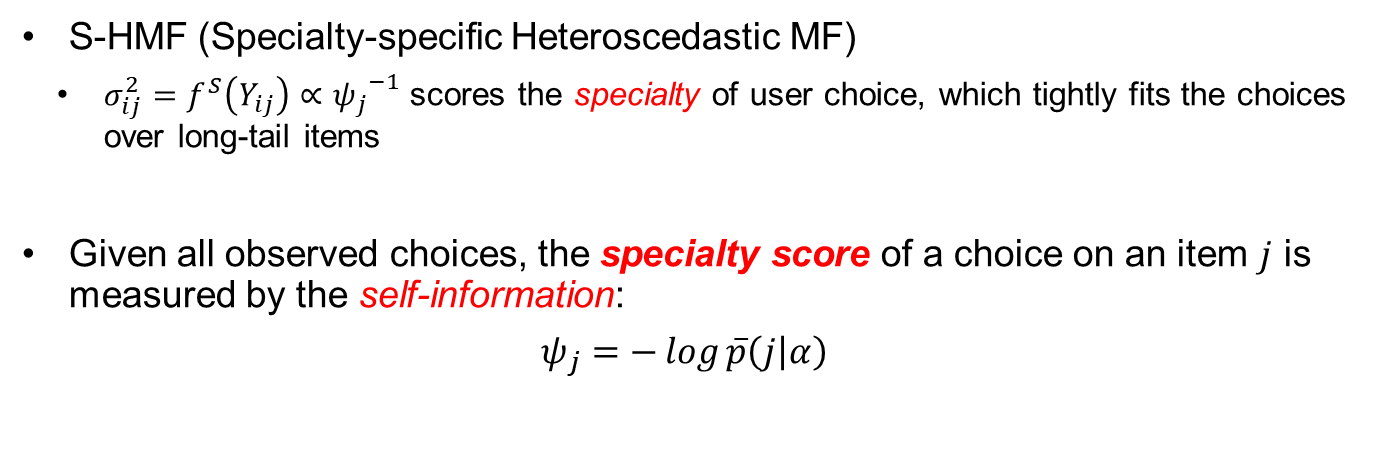 • S-HMF (Specialty-specific Heteroscedastic MF)
• σ²ᵢⱼ = fˢ(Yᵢⱼ) ∝ ψⱼ⁻¹ scores the specialty of user choice, which tightly fits the choices
over long-tail items
• Given all observed choices, the specialty score of a choice on an item j is
measured by the self-information:
ψⱼ = − log p̄(j|α)